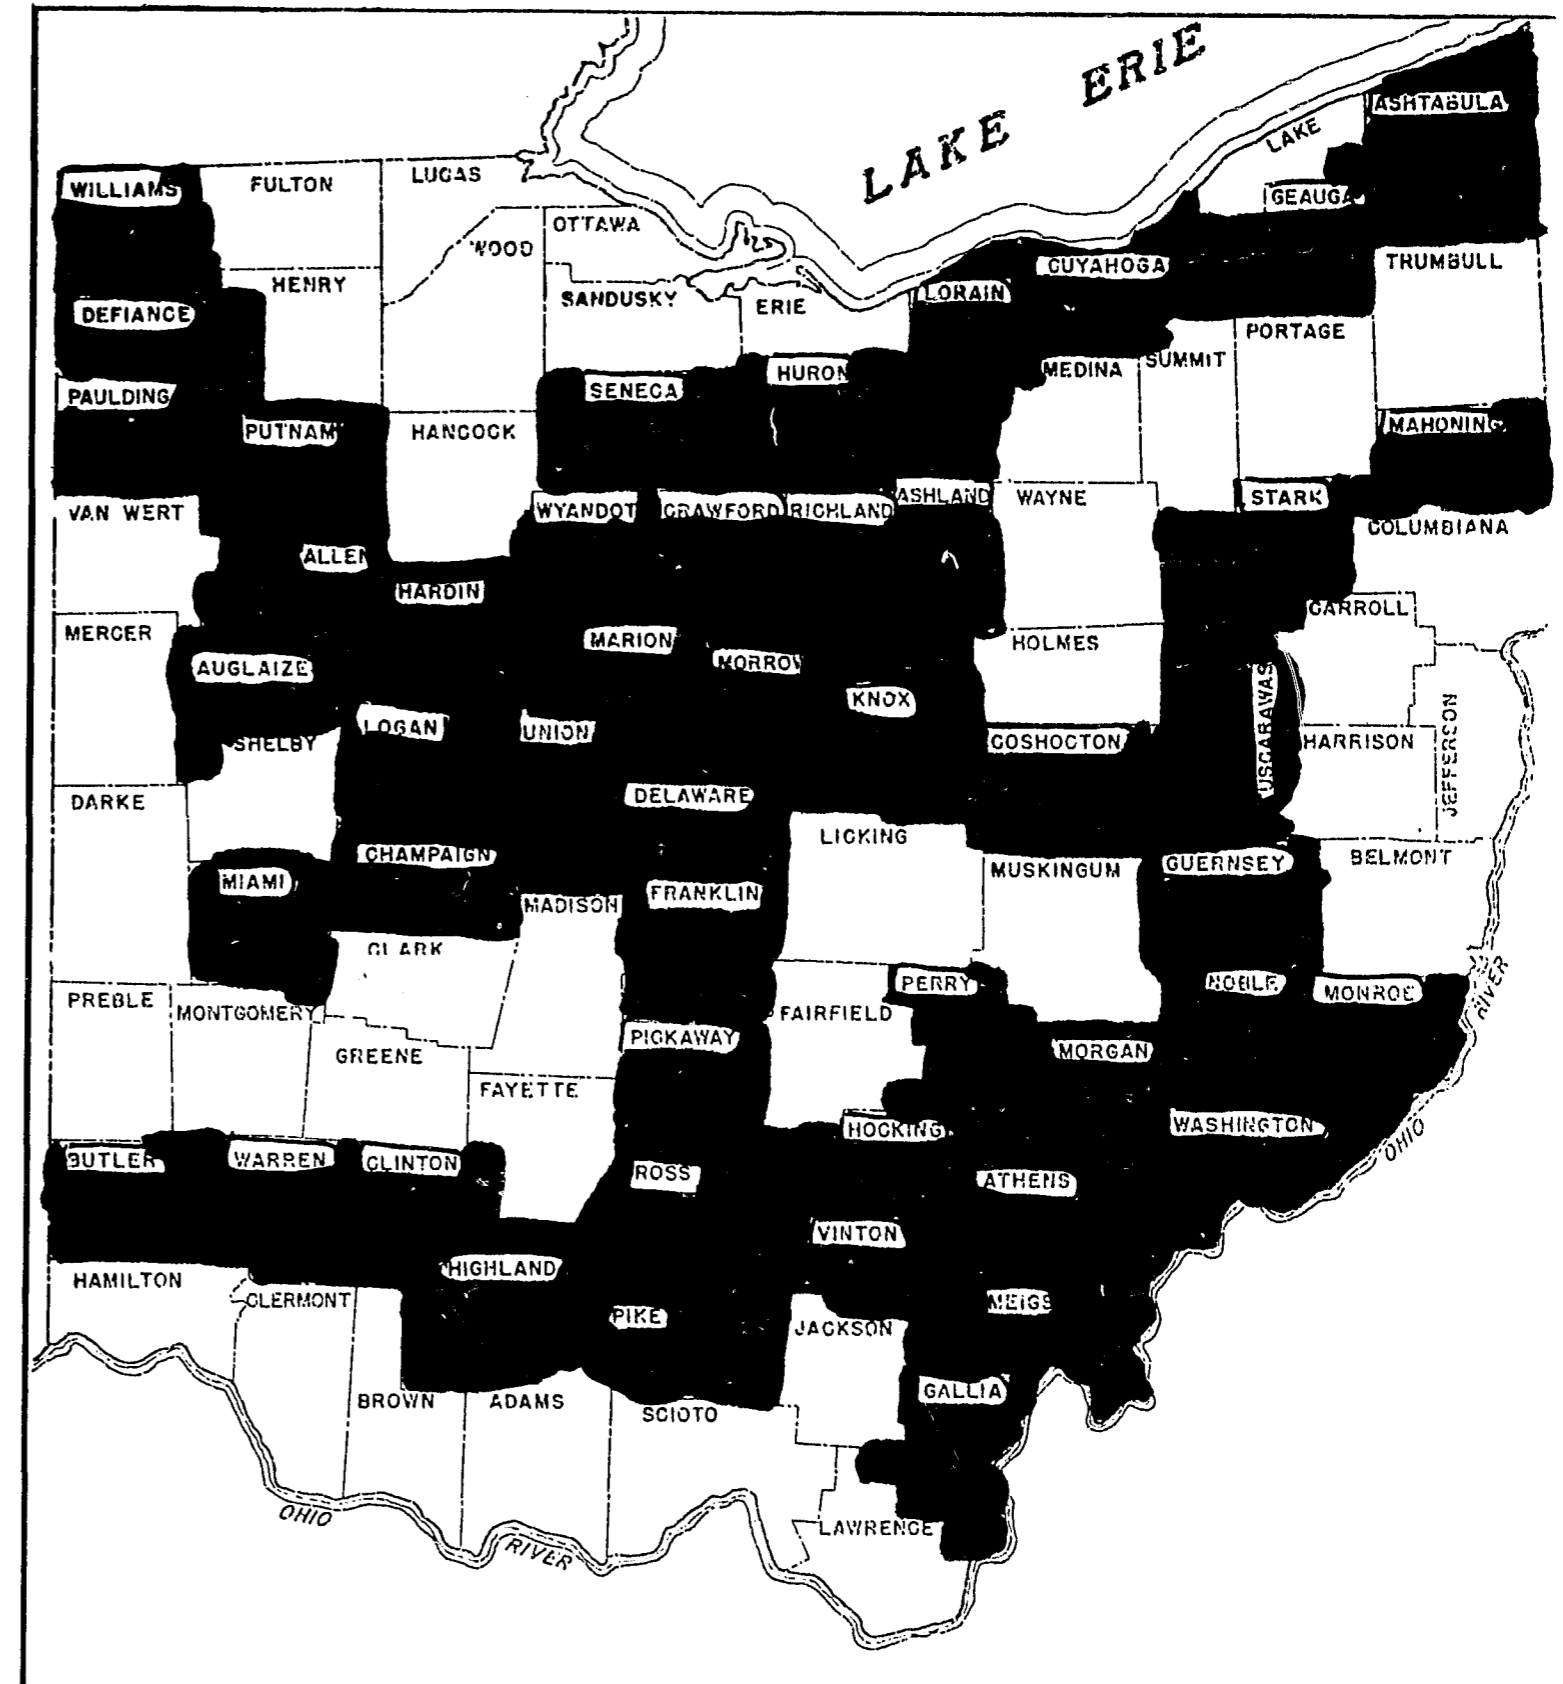 LAKE ERIE
ASHTABULA
LAKE
WILLIAMS
FULTON
LUCAS
GEAUGA
OTTAWA
WOOD
CUYAHOGA
TRUMBULL
HENRY
SANDUSKY
ERIE
LORAIN
DEFIANCE
PORTAGE
SUMMIT
HURON
MEDINA
SENECA
PAULDING
MAHONING
PUTNAM
HANCOCK
ASHLAND
WAYNE
STARK
VAN WERT
WYANDOT
CRAWFORD
RICHLAND
COLUMBIANA
ALLEN
HARDIN
CARROLL
MERCER
MARION
HOLMES
AUGLAIZE
MORROW
KNOX
USCARAWAS
LOGAN
UNION
SHELBY
COSHOCTON
HARRISON
JEFFERSON
DARKE
DELAWARE
LICKING
CHAMPAIGN
MUSKINGUM
GUERNSEY
BELMONT
MIAMI
FRANKLIN
MADISON
CLARK
PERRY
NOBLE
MONROE
PREBLE
MONTGOMERY
FAIRFIELD
RIVER
PICKAWAY
MORGAN
GREENE
FAYETTE
HOCKING
WASHINGTON
OHIO
BUTLER
WARREN
CLINTON
ROSS
ATHENS
VINTON
HIGHLAND
HAMILTON
CLERMONT
MEIGS
PIKE
JACKSON
GALLIA
BROWN
ADAMS
SCIOTO
OHIO
RIVER
LAWRENCE